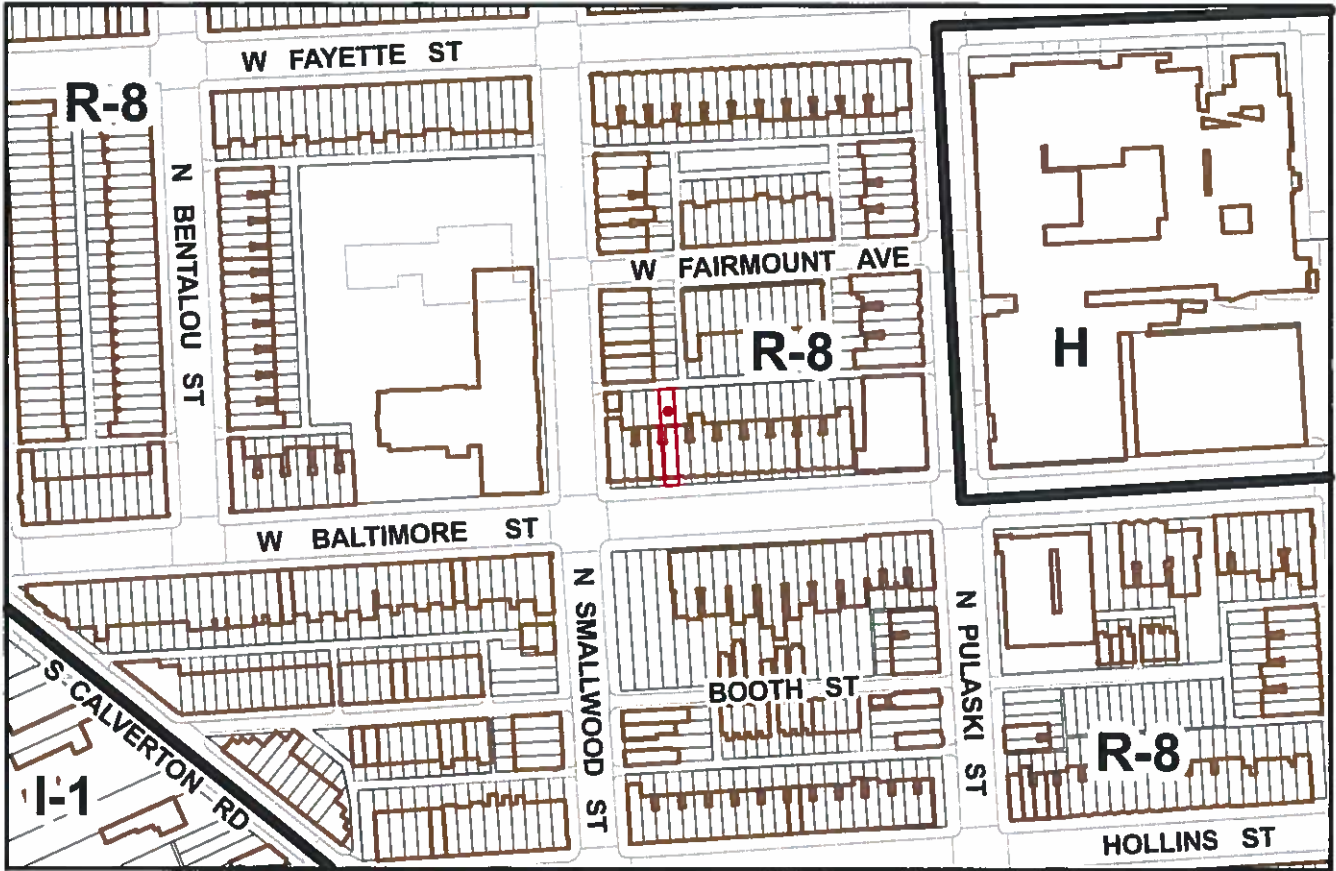 W FAYETTE ST
R-8
N BENTALOU ST
W FAIRMOUNT AVE
R-8
H
W BALTIMORE ST
N SMALLWOOD ST
N PULASKI ST
BOOTH ST
S CALVERTON RD
R-8
I-1
HOLLINS ST